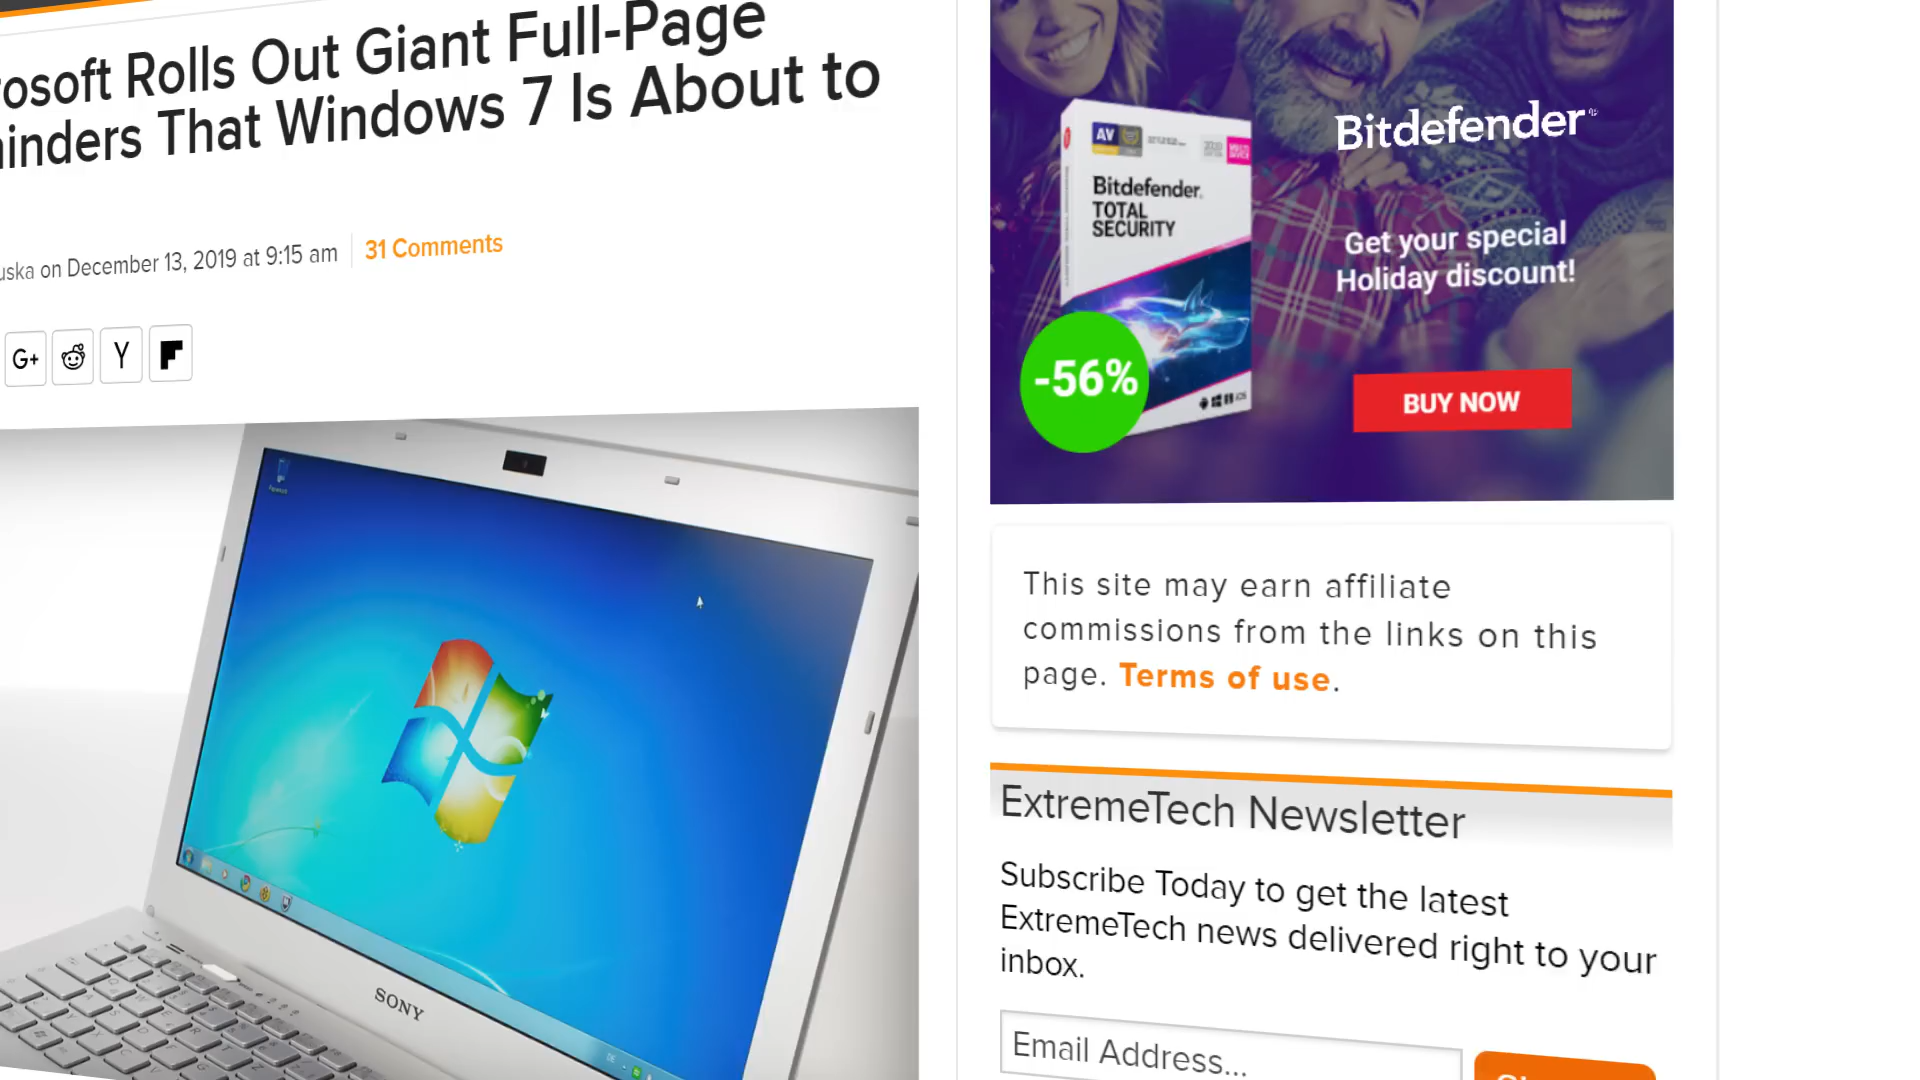 rosoft Rolls Out Giant Full-Page
inders That Windows 7 Is About to
uska on December 13, 2019 at 9:15 am
31 Comments
G+
Y
SONY
AV
Bitdefender
TOTAL
SECURITY
-56%
Bitdefender
Get your special
Holiday discount!
BUY NOW
This site may earn affiliate
commissions from the links on this
page. Terms of use.
ExtremeTech Newsletter
Subscribe Today to get the latest
ExtremeTech news delivered right to your
inbox.
Email Address...